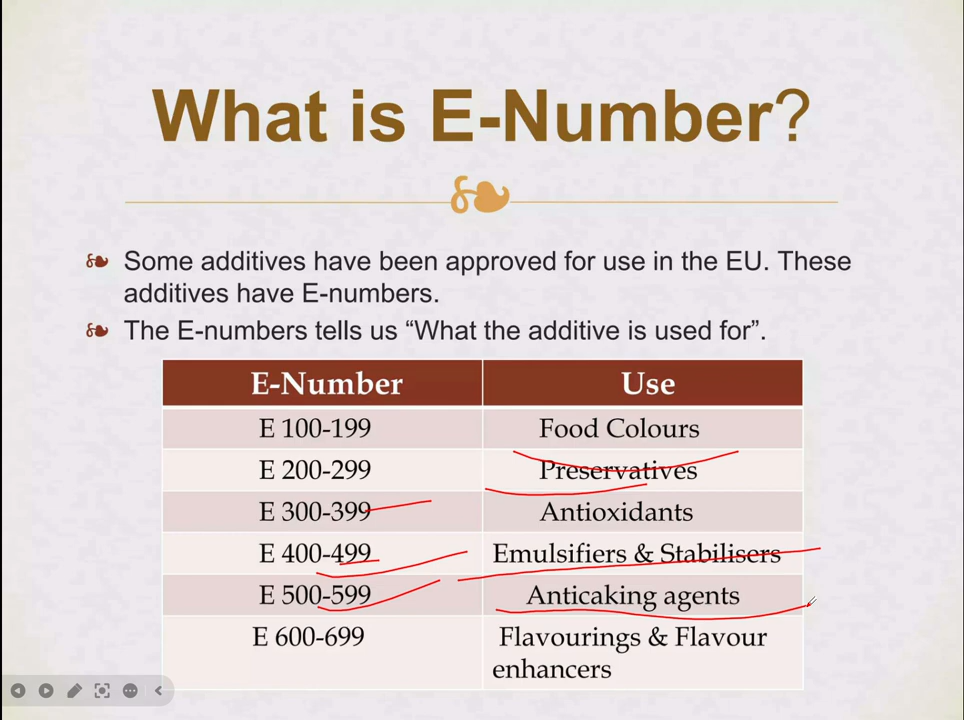 What is E-Number?
Some additives have been approved for use in the EU. These
additives have E-numbers.
The E-numbers tells us “What the additive is used for”.
E-Number Use
E 100-199 Food Colours
E 200-299 Preservatives
E 300-399 Antioxidants
E 400-499 Emulsifiers & Stabilisers
E 500-599 Anticaking agents
E 600-699 Flavourings & Flavour
enhancers